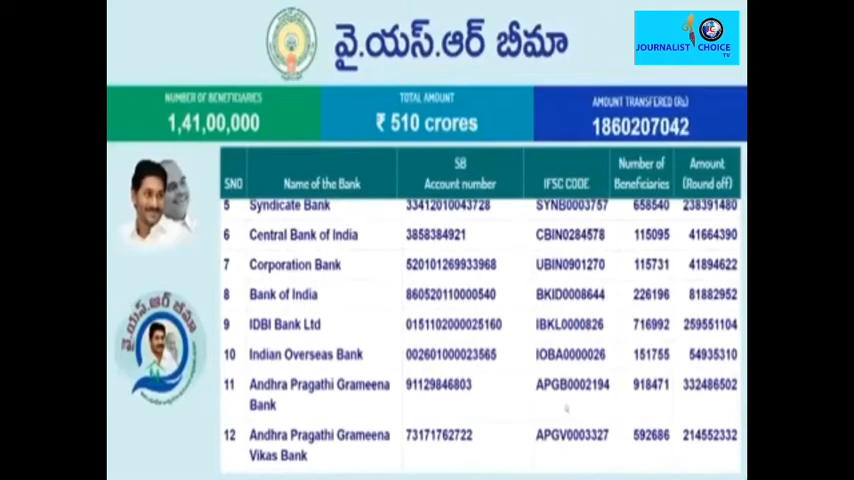 వై.యస్.ఆర్ బీమా
JOURNALIST CHOICE
TV
NUMBER OF BENEFICIARIES
1,41,00,000
TOTAL AMOUNT
₹ 510 crores
AMOUNT TRANSFERED (Rs)
1860207042
SNO Name of the Bank SB Account number IFSC CODE Number of Beneficiaries Amount (Round off)
5 Syndicate Bank 33412010043728 SYNB0003757 658540 238391480
6 Central Bank of India 3858384921 CBIN0284578 115095 41664390
7 Corporation Bank 520101269933968 UBIN0901270 115731 41894622
8 Bank of India 860520110000540 BKID0008644 226196 81882952
9 IDBI Bank Ltd 0151102000025160 IBKL0000826 716992 259551104
10 Indian Overseas Bank 002601000023565 IOBA0000026 151755 54935310
11 Andhra Pragathi Grameena Bank 91129846803 APGB0002194 918471 332486502
12 Andhra Pragathi Grameena Vikas Bank 73171762722 APGV0003327 592686 214552332
వై.యస్.ఆర్ బీమా